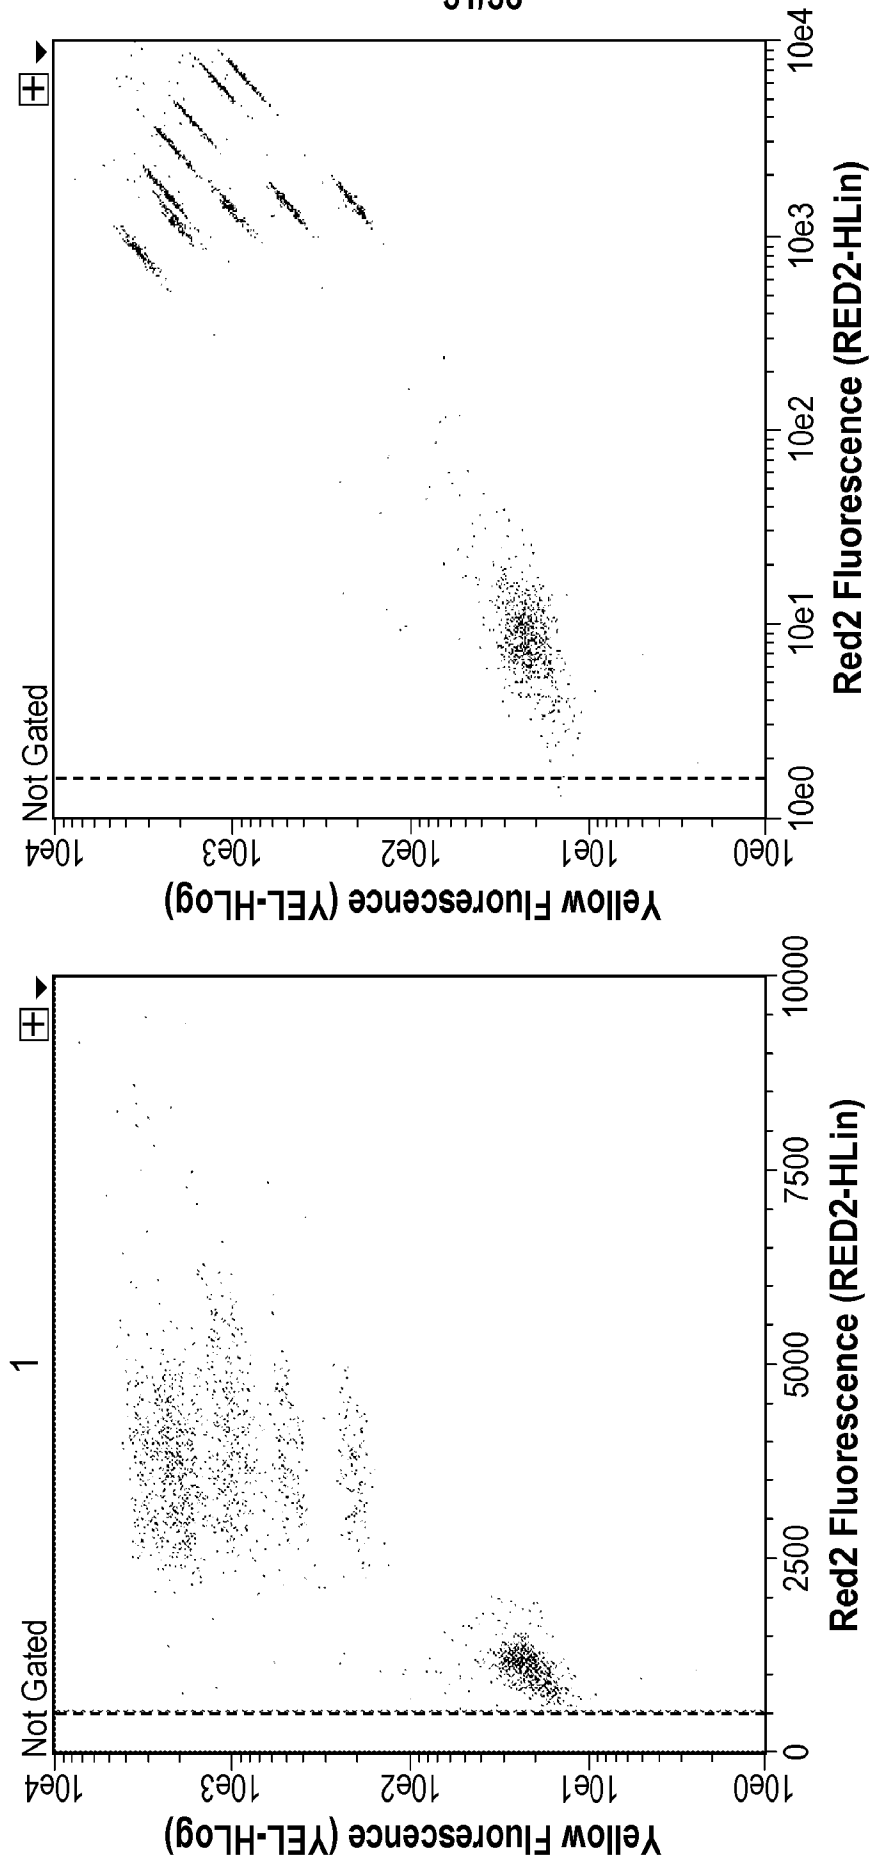 1
Not Gated
+
10e4
10e3
10e2
10e1
10e0
Yellow Fluorescence (YEL-HLog)
0
2500
5000
7500
10000
Red2 Fluorescence (RED2-HLin)
Not Gated
+
10e4
10e3
10e2
10e1
10e0
Yellow Fluorescence (YEL-HLog)
10e0
10e1
10e2
10e3
10e4
Red2 Fluorescence (RED2-HLin)